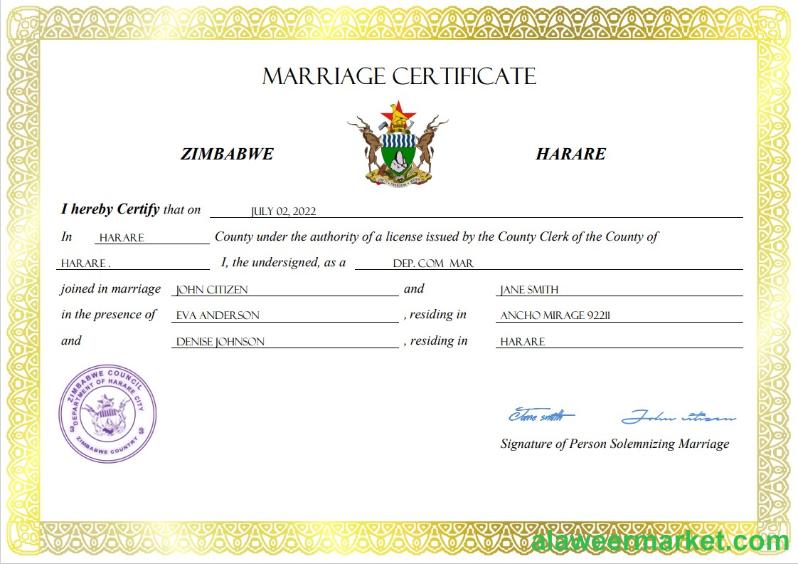 MARRIAGE CERTIFICATE
ZIMBABWE HARARE
I hereby Certify that on JULY 02, 2022
In HARARE County under the authority of a license issued by the County Clerk of the County of
HARARE . I, the undersigned, as a DEP. COM MAR
joined in marriage JOHN CITIZEN and JANE SMITH
in the presence of EVA ANDERSON , residing in ANCHO MIRAGE 92211
and DENISE JOHNSON , residing in HARARE
ZIMBABWE COUNCIL
DEPARTMENT OF HARARE CITY
ZIMBABWE COUNTRY
John citizen
Signature of Person Solemnizing Marriage
alaweermarket.com